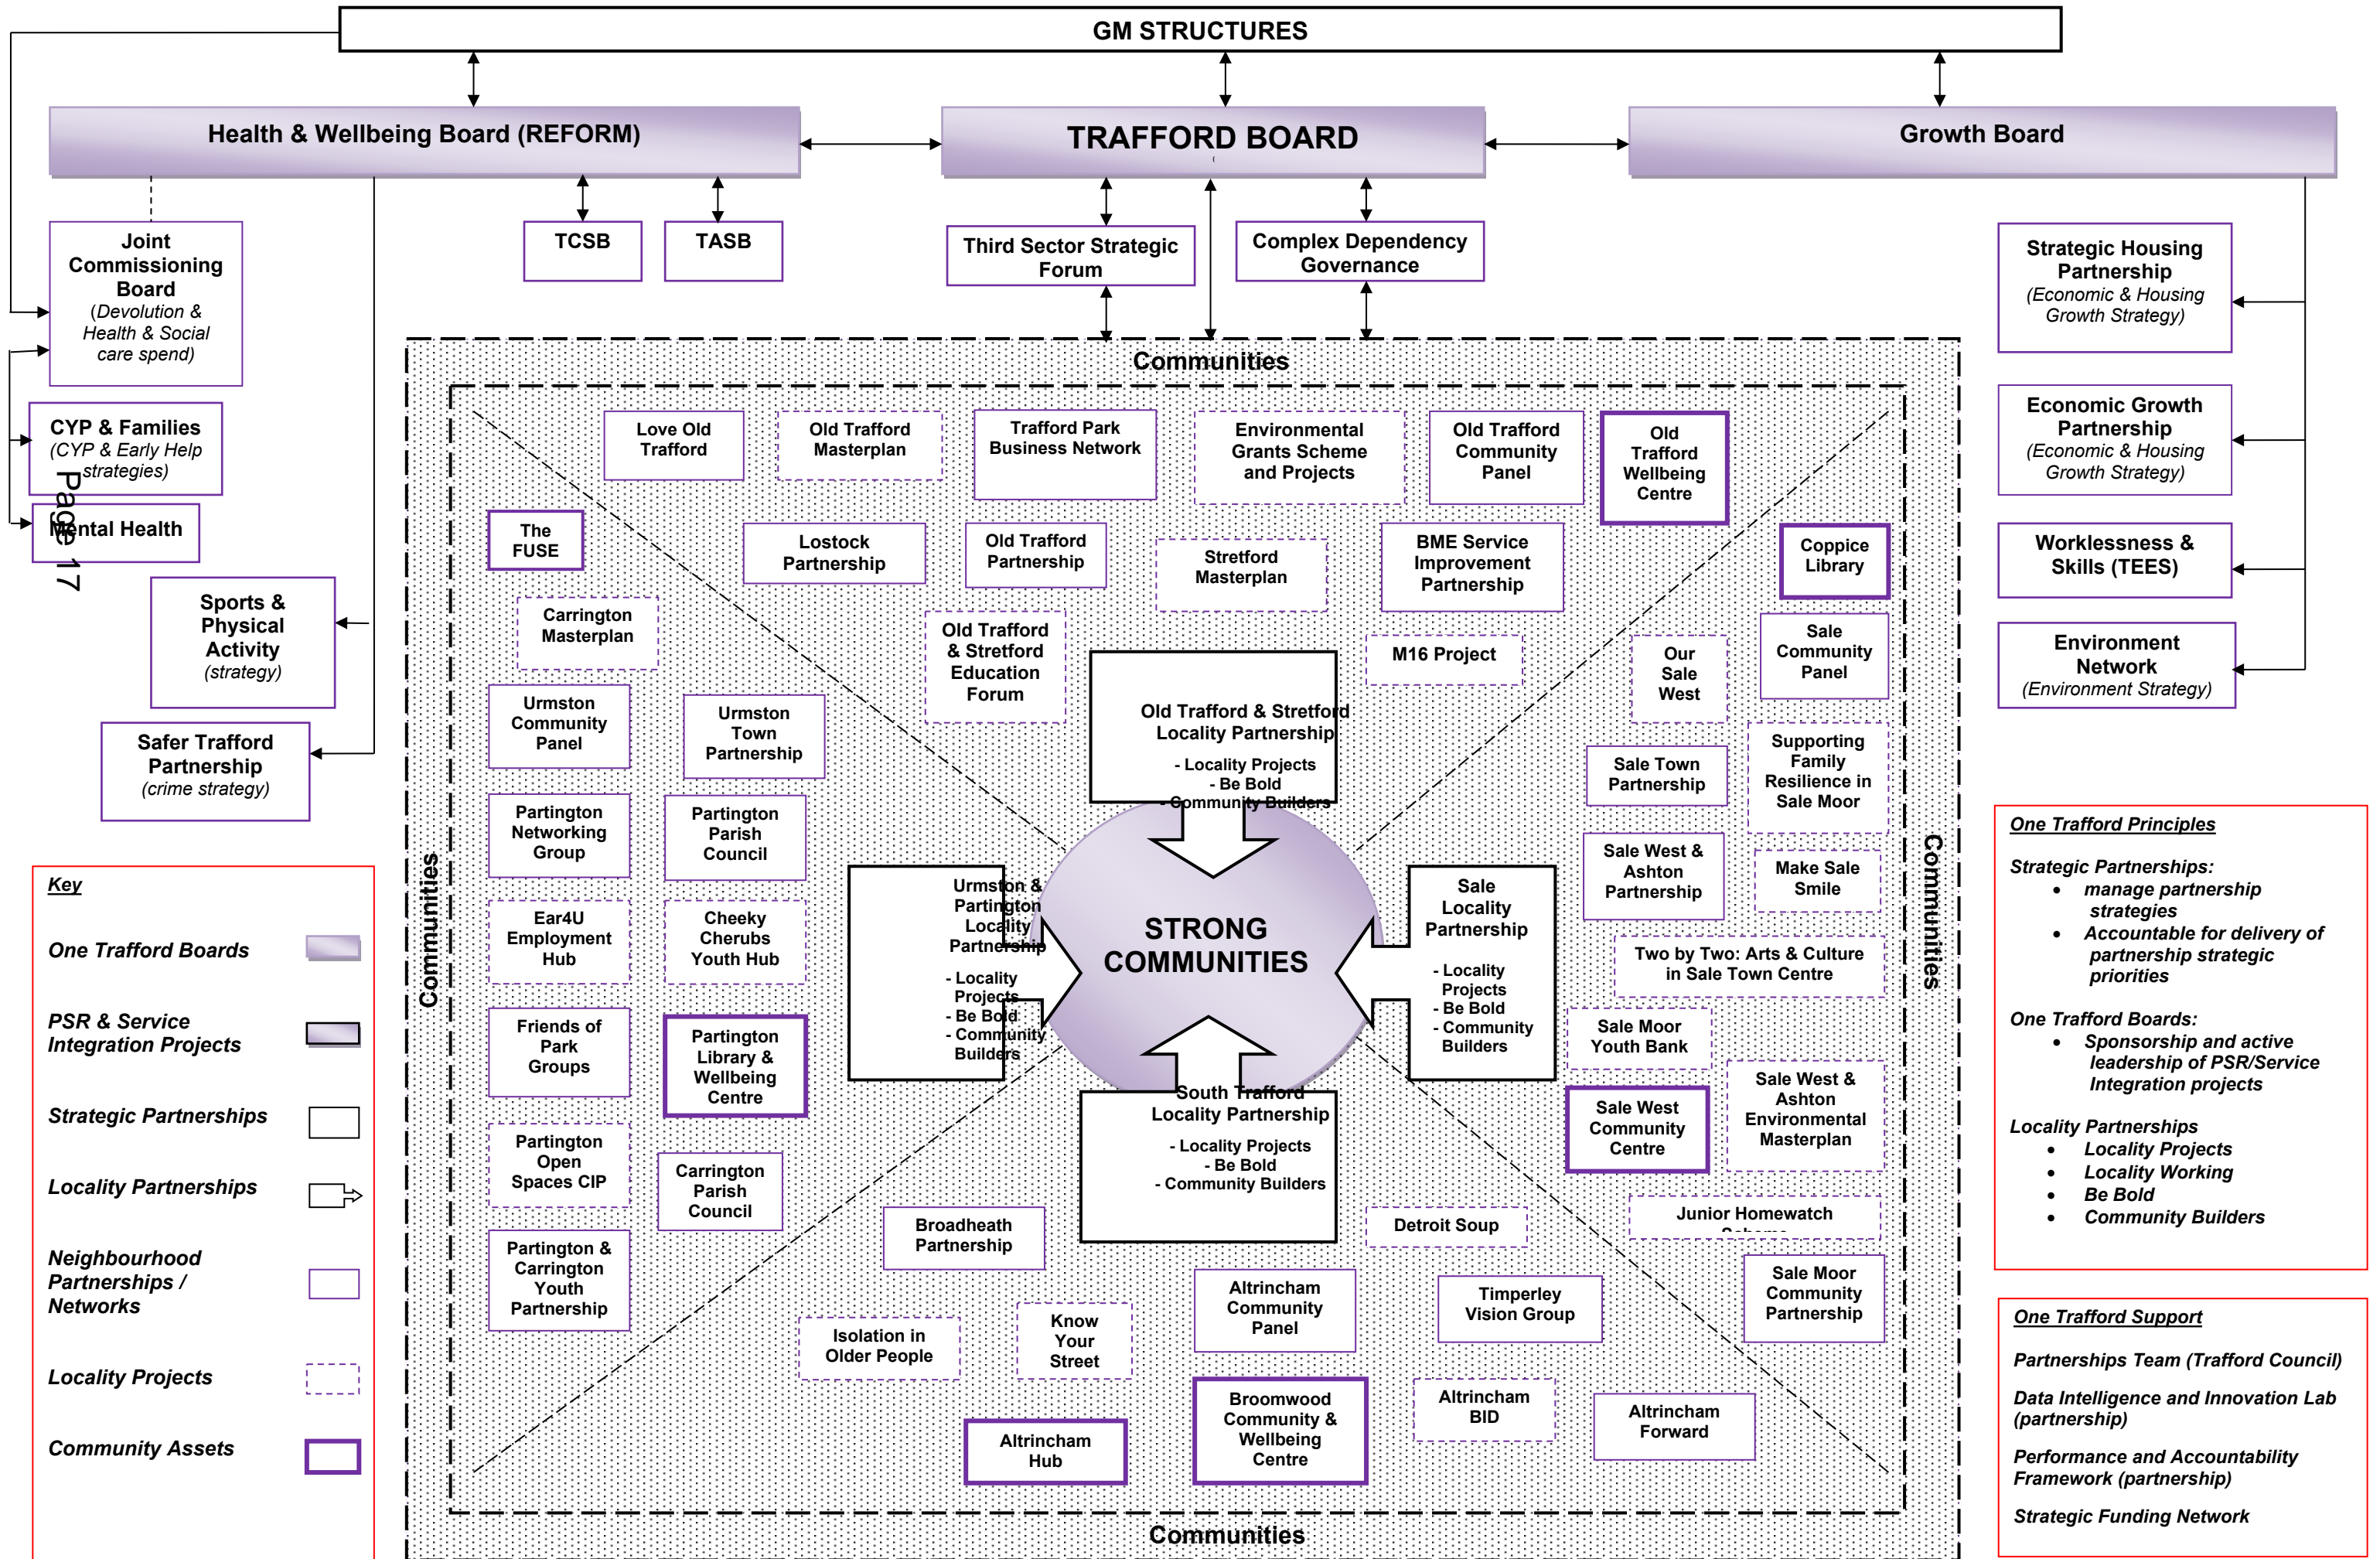 GM STRUCTURES
Health & Wellbeing Board (REFORM)
TRAFFORD BOARD
(
Growth Board
Joint
Commissioning
Board
(Devolution &
Health & Social
care spend)
TCSB
TASB
Third Sector Strategic
Forum
Complex Dependency
Governance
Strategic Housing
Partnership
(Economic & Housing
Growth Strategy)
CYP & Families
(CYP & Early Help
strategies)
Mental Health
Page 17
Sports &
Physical
Activity
(strategy)
Safer Trafford
Partnership
(crime strategy)
Economic Growth
Partnership
(Economic & Housing
Growth Strategy)
Worklessness &
Skills (TEES)
Environment
Network
(Environment Strategy)
Communities
Communities
Communities
Communities
Love Old
Trafford
Old Trafford
Masterplan
Trafford Park
Business Network
Environmental
Grants Scheme
and Projects
Old Trafford
Community
Panel
Old
Trafford
Wellbeing
Centre
The
FUSE
Lostock
Partnership
Old Trafford
Partnership
Stretford
Masterplan
BME Service
Improvement
Partnership
Coppice
Library
Carrington
Masterplan
Old Trafford
& Stretford
Education
Forum
M16 Project
Our
Sale
West
Sale
Community
Panel
Urmston
Community
Panel
Urmston
Town
Partnership
Old Trafford & Stretford
Locality Partnership
- Locality Projects
- Be Bold
- Community Builders
Sale Town
Partnership
Supporting
Family
Resilience in
Sale Moor
Partington
Networking
Group
Partington
Parish
Council
Sale West &
Ashton
Partnership
Make Sale
Smile
Urmston &
Partington
Locality
Partnership
- Locality
Projects
- Be Bold
- Community
Builders
STRONG
COMMUNITIES
Sale
Locality
Partnership
- Locality
Projects
- Be Bold
- Community
Builders
Ear4U
Employment
Hub
Cheeky
Cherubs
Youth Hub
Two by Two: Arts & Culture
in Sale Town Centre
Friends of
Park
Groups
Partington
Library &
Wellbeing
Centre
Sale Moor
Youth Bank
Sale West
Community
Centre
Sale West &
Ashton
Environmental
Masterplan
South Trafford
Locality Partnership
- Locality Projects
- Be Bold
- Community Builders
Partington
Open
Spaces CIP
Carrington
Parish
Council
Broadheath
Partnership
Detroit Soup
Junior Homewatch
Partington &
Carrington
Youth
Partnership
Isolation in
Older People
Know
Your
Street
Altrincham
Community
Panel
Timperley
Vision Group
Sale Moor
Community
Partnership
Altrincham
Hub
Broomwood
Community &
Wellbeing
Centre
Altrincham
BID
Altrincham
Forward
Key
One Trafford Boards
PSR & Service
Integration Projects
Strategic Partnerships
Locality Partnerships
Neighbourhood
Partnerships /
Networks
Locality Projects
Community Assets
One Trafford Principles
Strategic Partnerships:
• manage partnership
strategies
• Accountable for delivery of
partnership strategic
priorities
One Trafford Boards:
• Sponsorship and active
leadership of PSR/Service
Integration projects
Locality Partnerships
• Locality Projects
• Locality Working
• Be Bold
• Community Builders
One Trafford Support
Partnerships Team (Trafford Council)
Data Intelligence and Innovation Lab
(partnership)
Performance and Accountability
Framework (partnership)
Strategic Funding Network